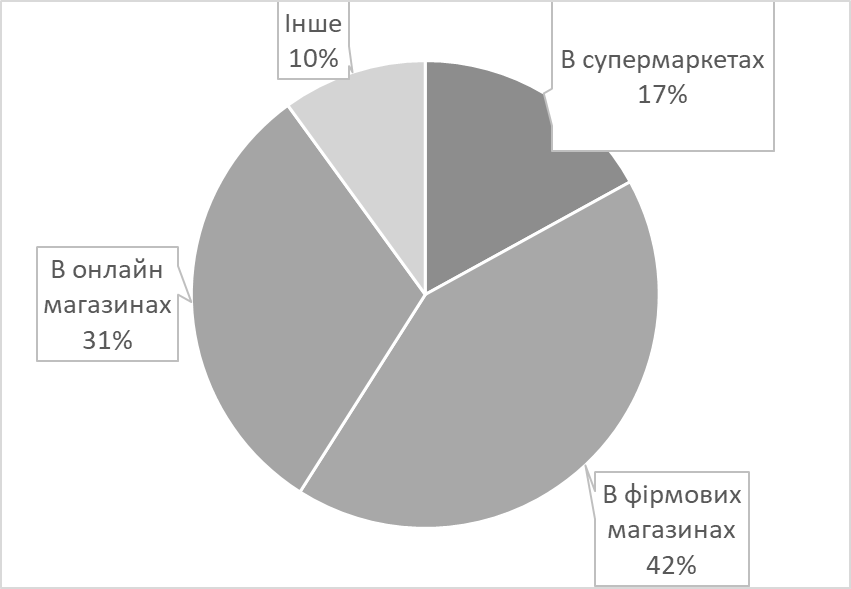 Інше
10%
В супермаркетах
17%
В онлайн
магазинах
31%
В фірмових
магазинах
42%